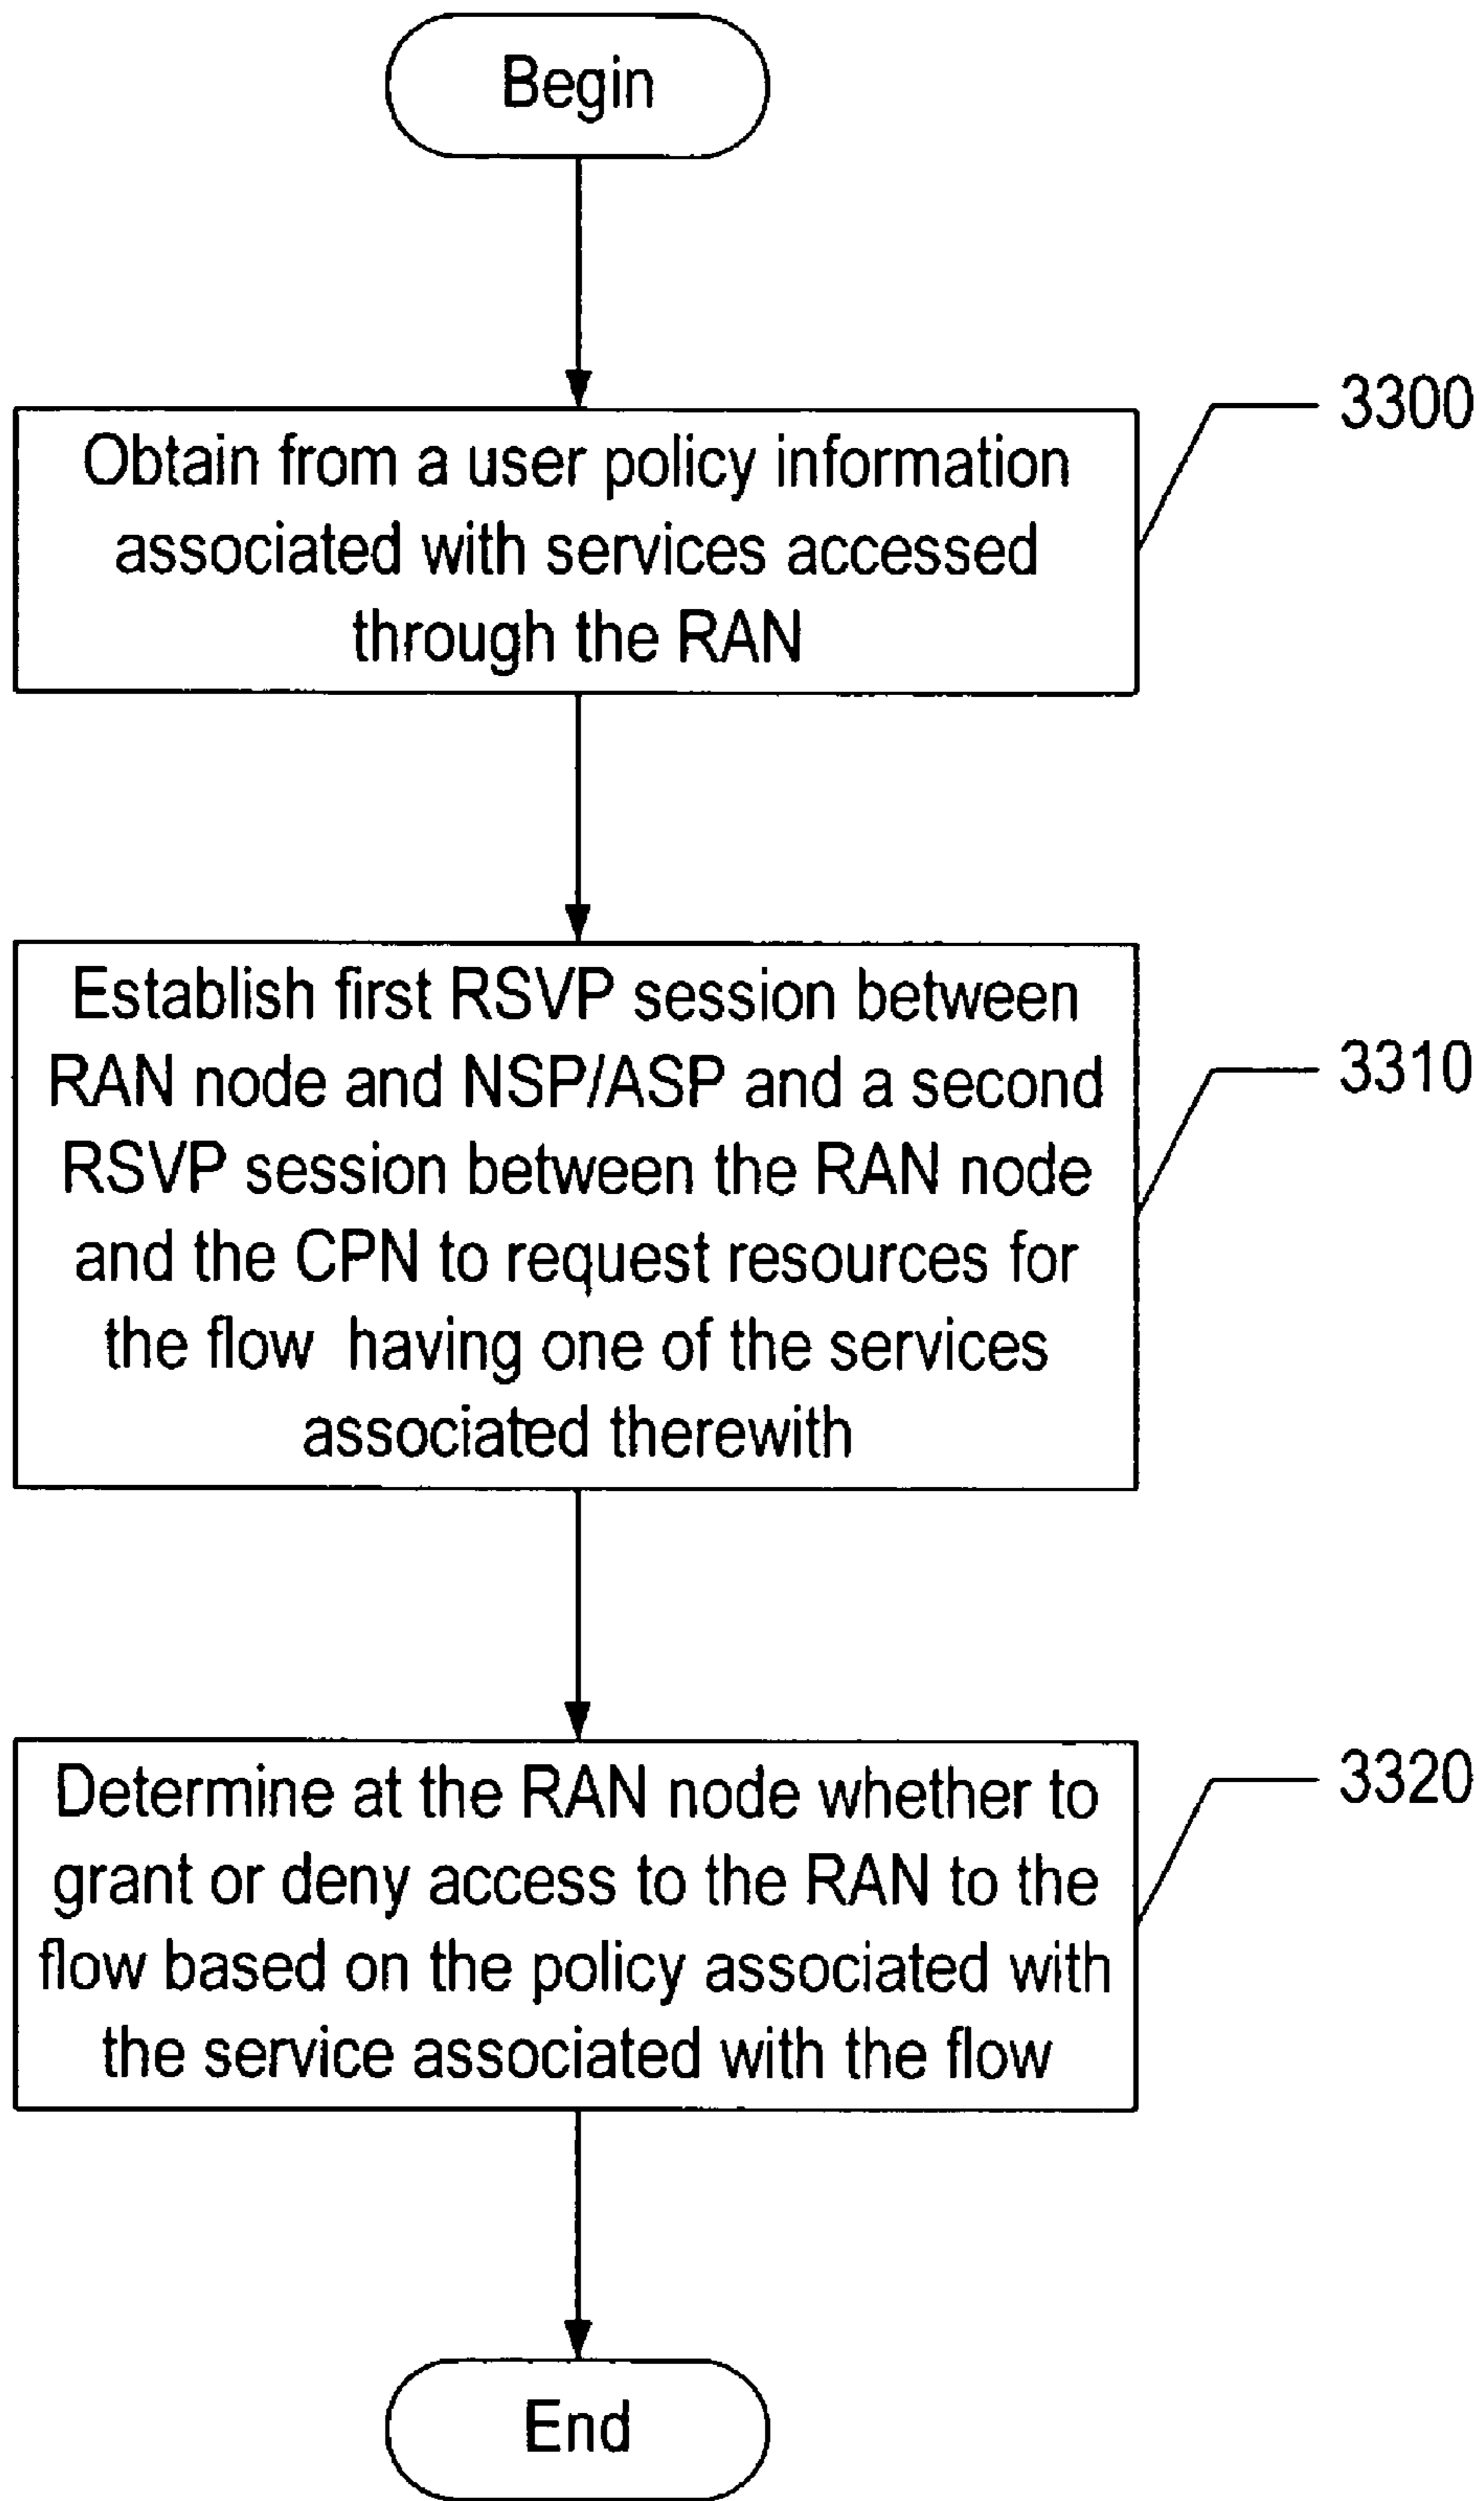 Begin
3300
Obtain from a user policy information
associated with services accessed
through the RAN
Establish first RSVP session between
RAN node and NSP/ASP and a second
3310
RSVP session between the RAN node
and the CPN to request resources for
the flow having one of the services
associated therewith
Determine at the RAN node whether to
3320
grant or deny access to the RAN to the
flow based on the policy associated with
the service associated with the flow
End